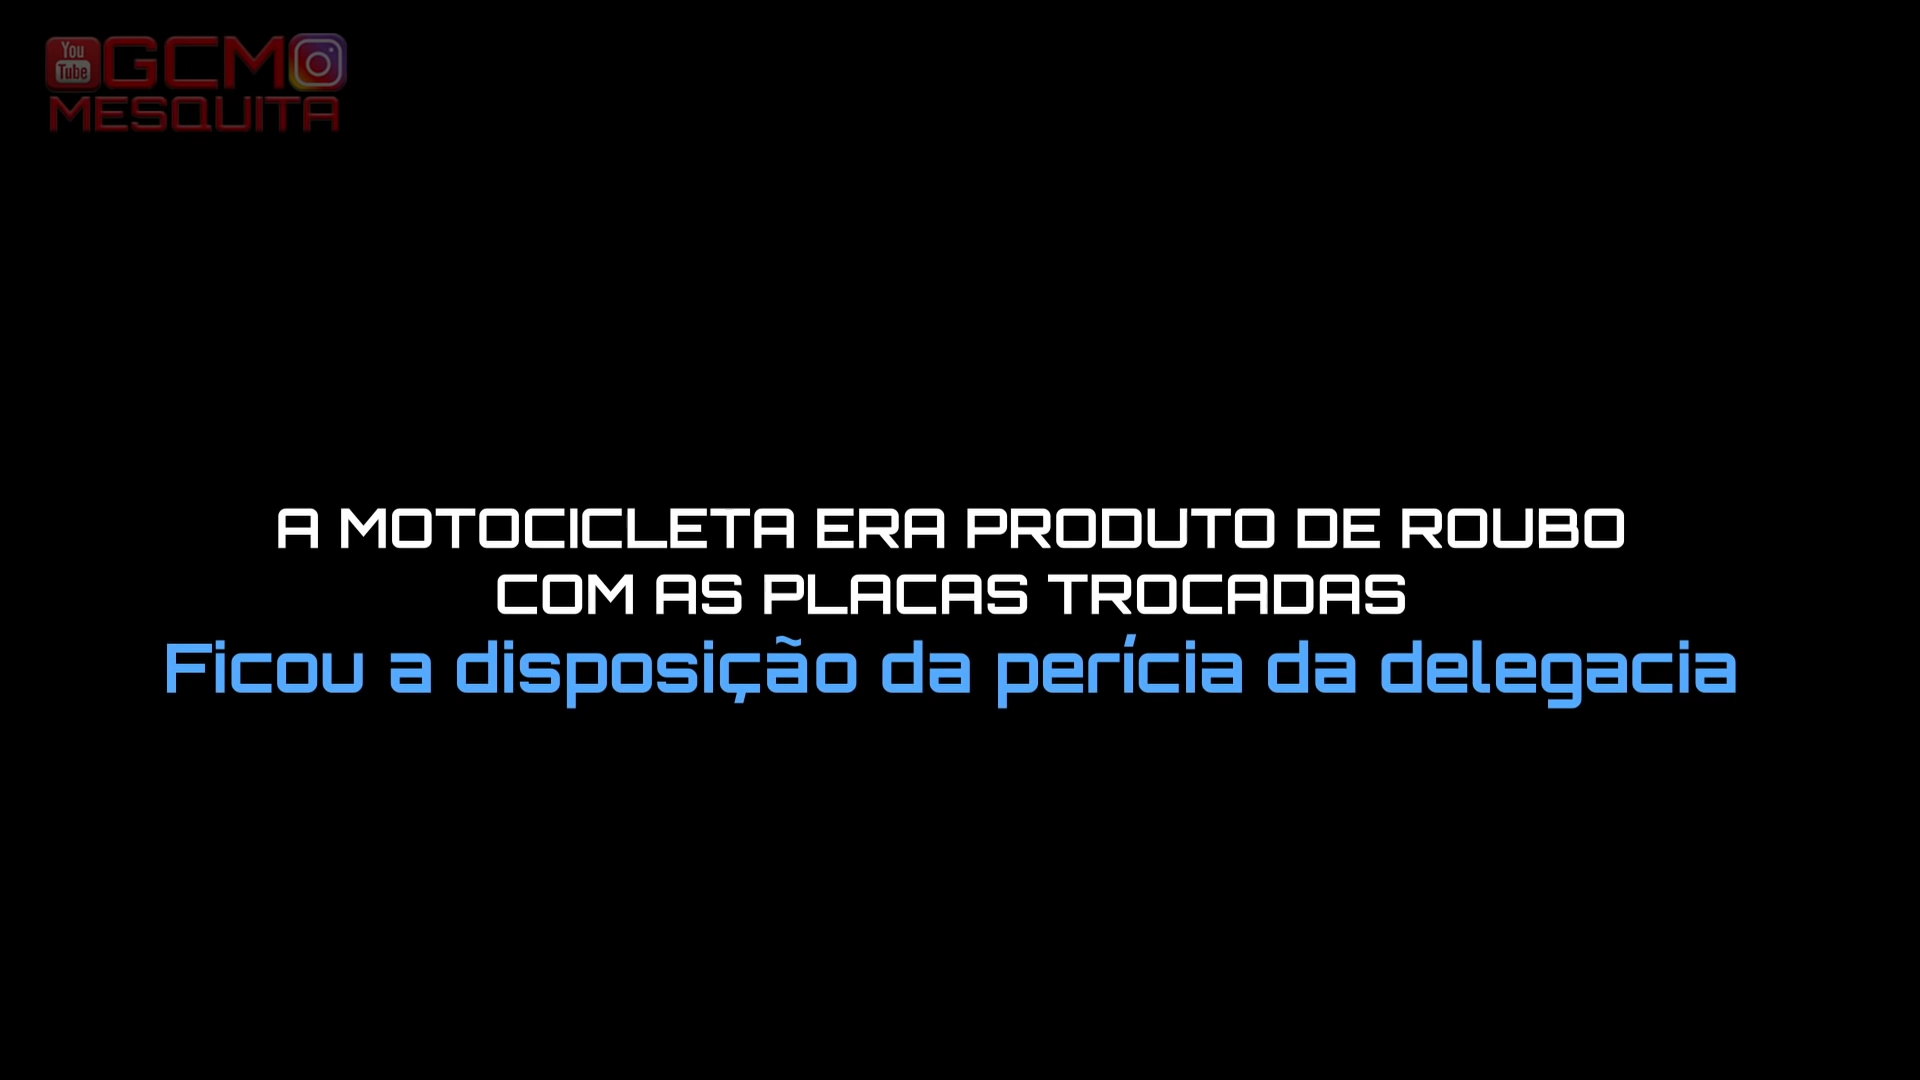 You
Tube
GCM
MESQUITA
A MOTOCICLETA ERA PRODUTO DE ROUBO
COM AS PLACAS TROCADAS
Ficou a disposição da perícia da delegacia